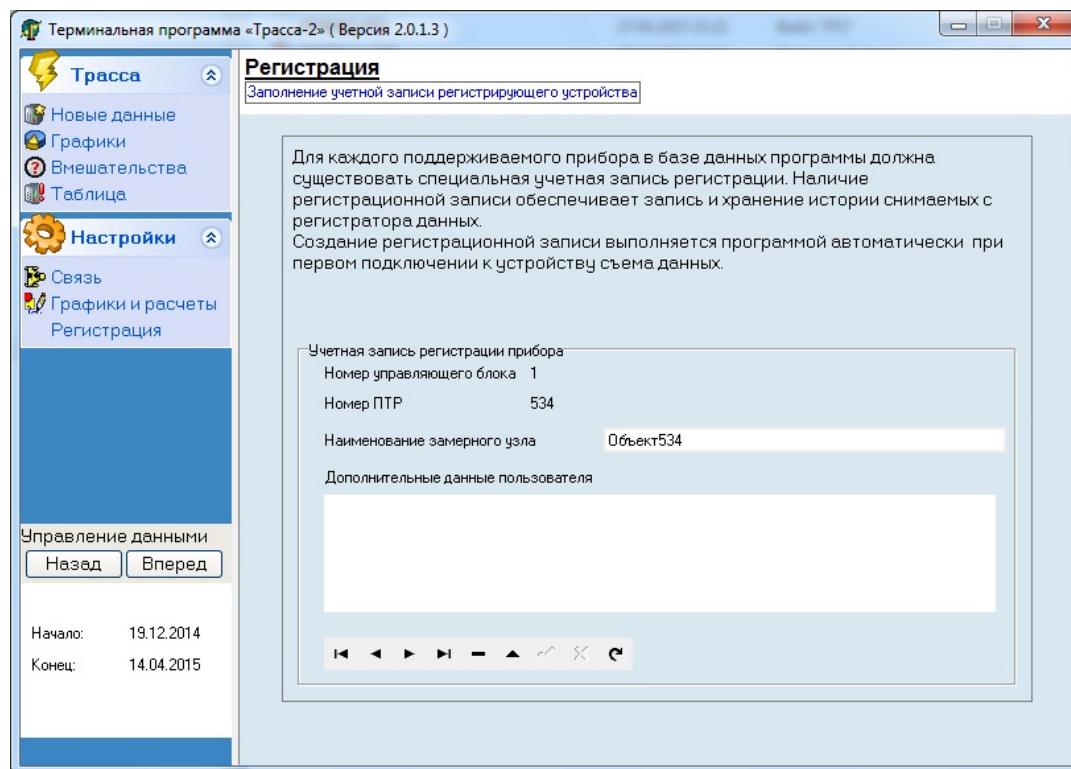 Терминальная программа «Трасса-2» ( Версия 2.0.1.3 )
Трасса
Новые данные
Графики
Вмешательства
Таблица
Настройки
Связь
Графики и расчеты
Регистрация
Управление данными
Назад Вперед
Начало: 19.12.2014
Конец: 14.04.2015
Регистрация
Заполнение учетной записи регистрирующего устройства
Для каждого поддерживаемого прибора в базе данных программы должна
существовать специальная учетная запись регистрации. Наличие
регистрационной записи обеспечивает запись и хранение истории снимаемых с
регистратора данных.
Создание регистрационной записи выполняется программой автоматически при
первом подключении к устройству съема данных.
Учетная запись регистрации прибора
Номер управляющего блока 1
Номер ПТР 534
Наименование замерного узла Объект534
Дополнительные данные пользователя